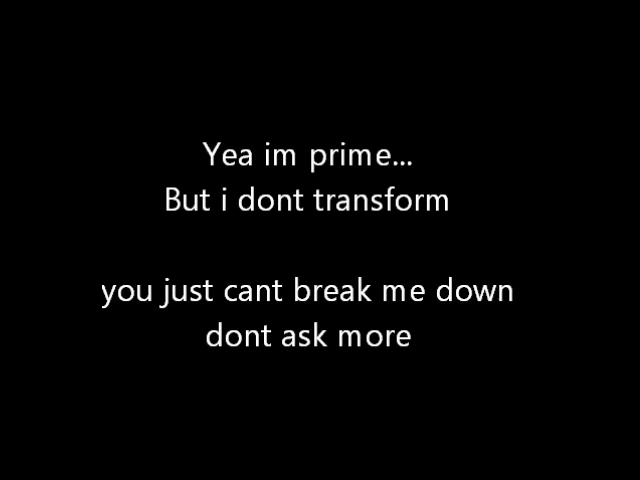 Yea im prime...
But i dont transform
you just cant break me down
dont ask more